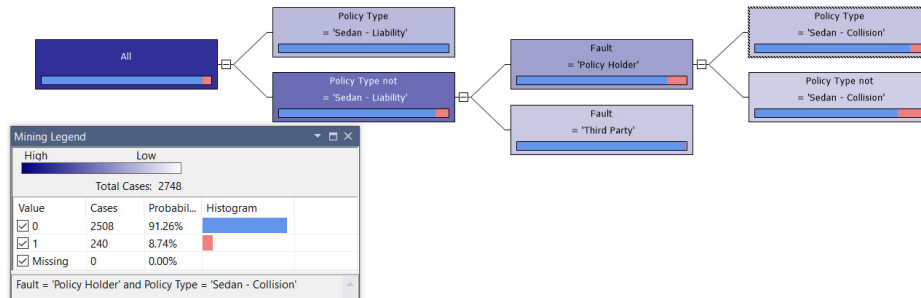 All
Policy Type
= 'Sedan - Liability'
Policy Type not
= 'Sedan - Liability'
Fault
= 'Policy Holder'
Fault
= 'Third Party'
Policy Type
= 'Sedan - Collision'
Policy Type not
= 'Sedan - Collision'
Mining Legend
High Low
Total Cases: 2748
Value Cases Probabil... Histogram
0 2508 91.26%
1 240 8.74%
Missing 0 0.00%
Fault = 'Policy Holder' and Policy Type = 'Sedan - Collision'